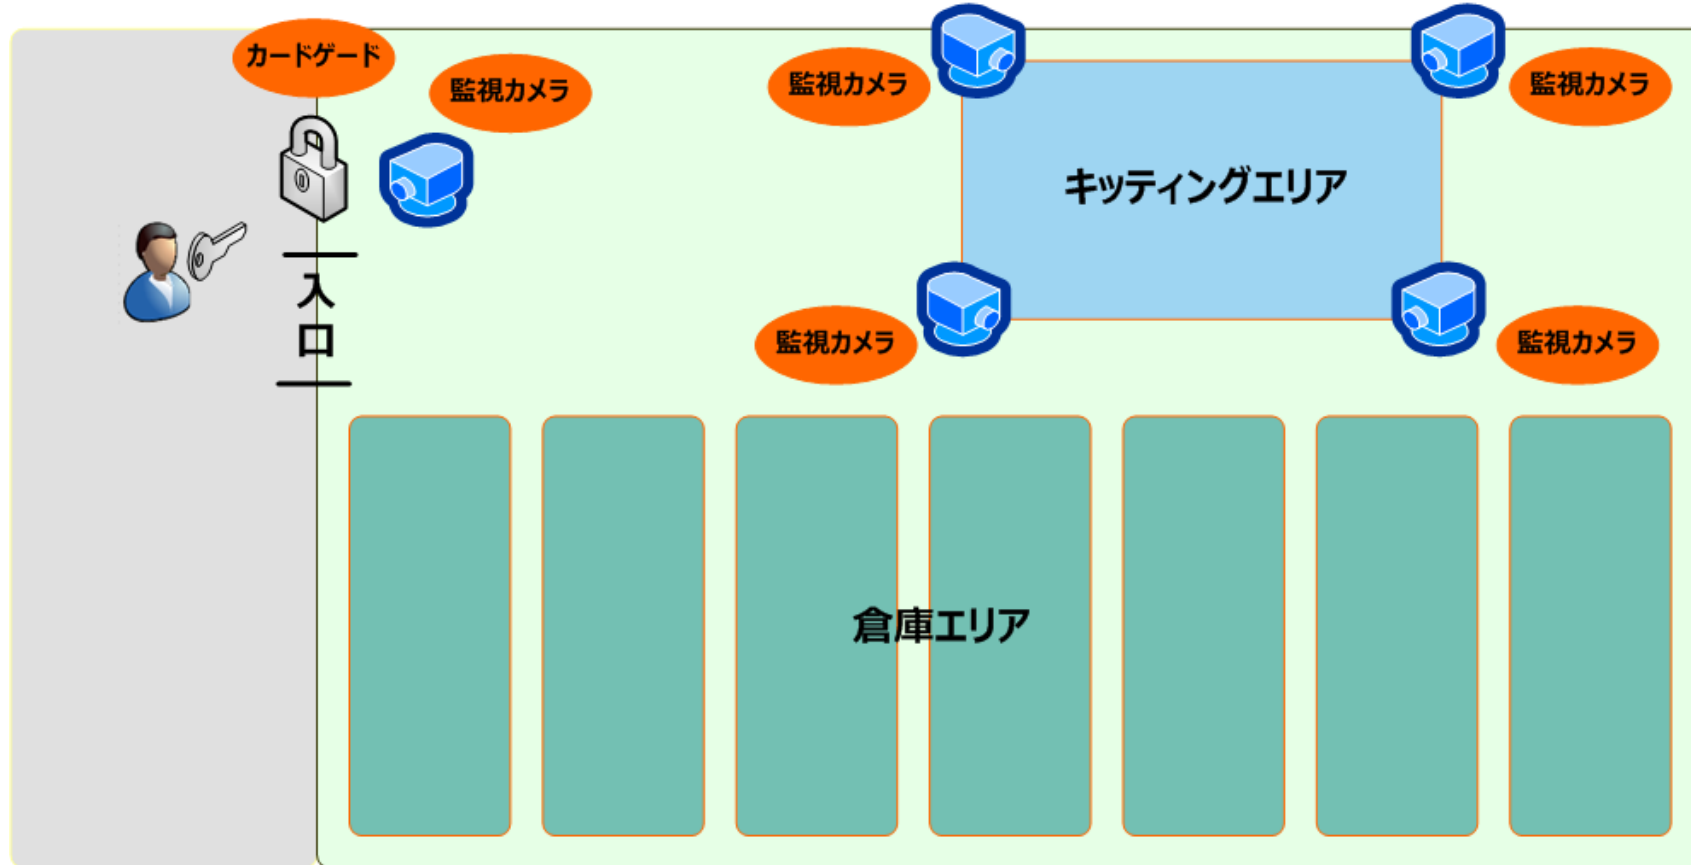 カードゲード
監視カメラ
監視カメラ
監視カメラ
キッティングエリア
入
口
監視カメラ
監視カメラ
倉庫エリア